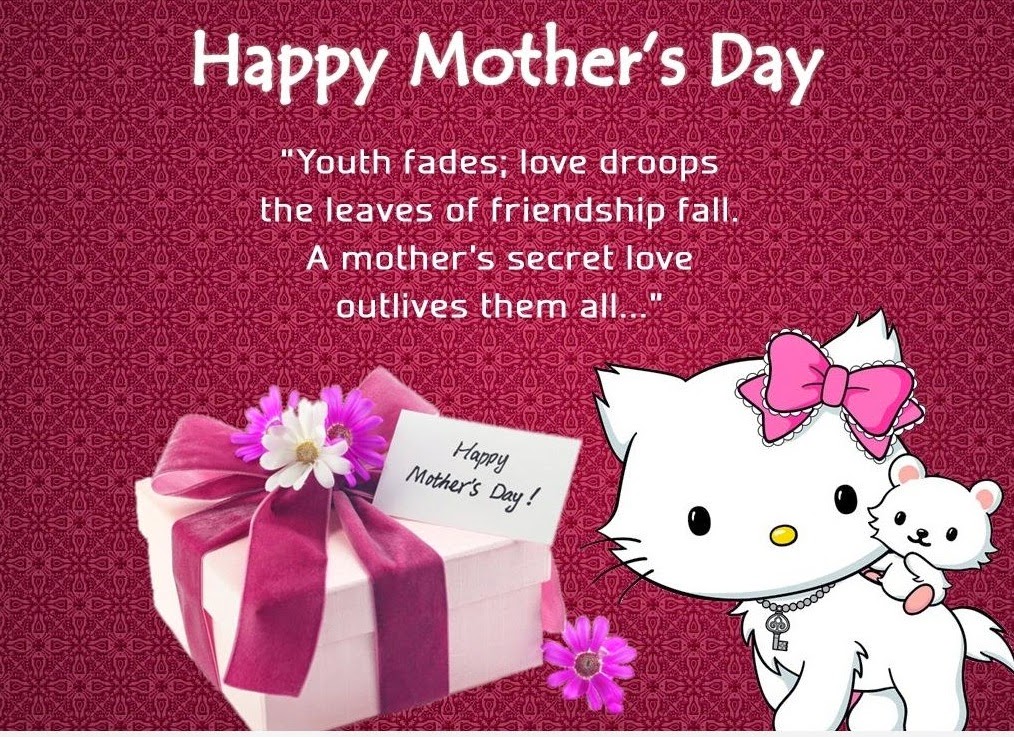 Happy Mother's Day
"Youth fades; love droops
the leaves of friendship fall.
A mother's secret love
outlives them all..."
Happy
Mother's Day!